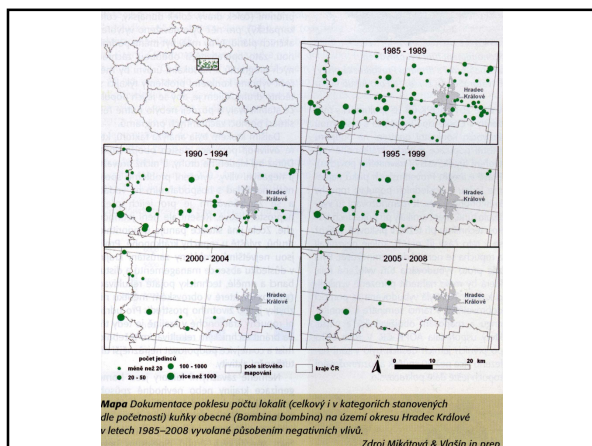 1985 - 1989
Hradec
Králové
1990 - 1994
Hradec
Králové
1995 - 1999
Hradec
Králové
2000 - 2004
Hradec
Králové
2005 - 2008
Hradec
Králové
počet jedinců
méně než 20
20 - 50
100 - 1000
více než 1000
pole síťového
mapování
kraje ČR
N
0 10 20
km
Mapa Dokumentace poklesu počtu lokalit (celkový i v kategoriích stanovených
dle početnosti) kuňky obecné (Bombina bombina) na území okresu Hradec Králové
v letech 1985–2008 vyvolané působením negativních vlivů.
Zdroj Mikátová & Vlašín in prep